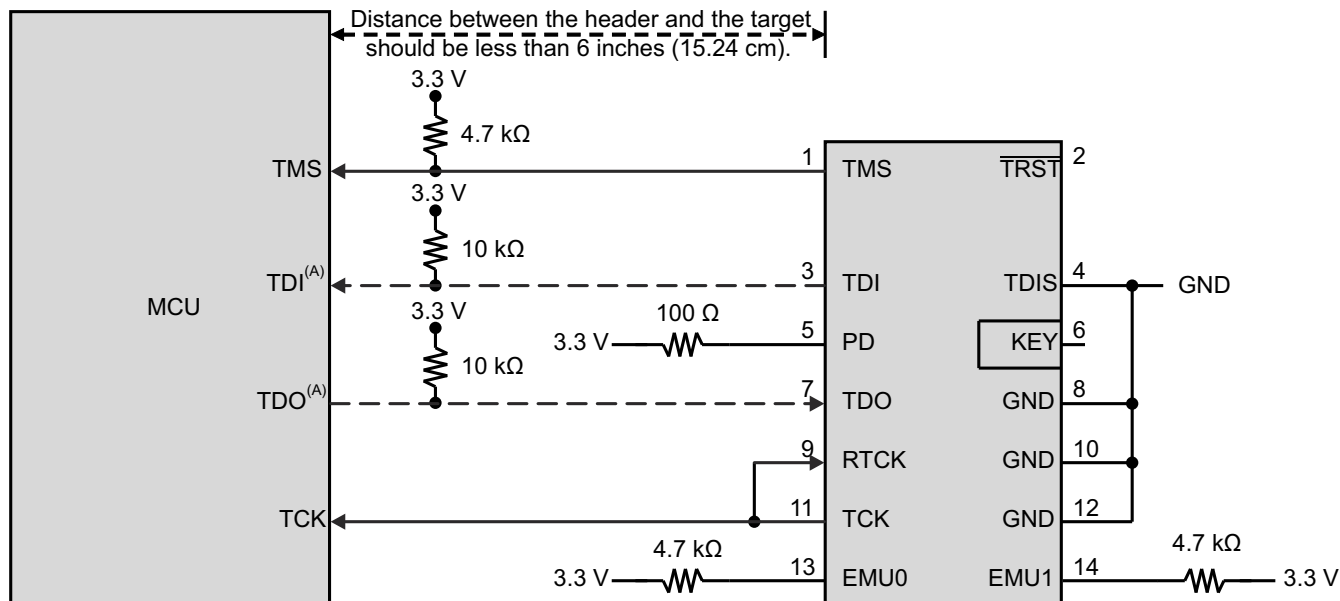 Distance between the header and the target
should be less than 6 inches (15.24 cm).
3.3 V
4.7 kΩ
TMS
1
TMS
TRST
2
3.3 V
10 kΩ
TDI(A)
3
TDI
TDIS
4
GND
MCU
3.3 V
100 Ω
3.3 V
5
PD
KEY
6
10 kΩ
TDO(A)
7
TDO
GND
8
9
RTCK
GND
10
TCK
11
TCK
GND
12
4.7 kΩ
3.3 V
13
EMU0
EMU1
14
4.7 kΩ
3.3 V